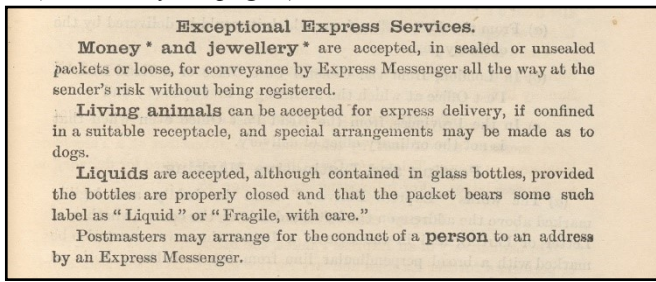 Exceptional Express Services.
Money* and jewellery* are accepted, in sealed or unsealed
packets or loose, for conveyance by Express Messenger all the way at the
sender's risk without being registered.
Living animals can be accepted for express delivery, if confined
in a suitable receptacle, and special arrangements may be made as to
dogs.
Liquids are accepted, although contained in glass bottles, provided
the bottles are properly closed and that the packet bears some such
label as "Liquid" or "Fragile, with care."
Postmasters may arrange for the conduct of a person to an address
by an Express Messenger.